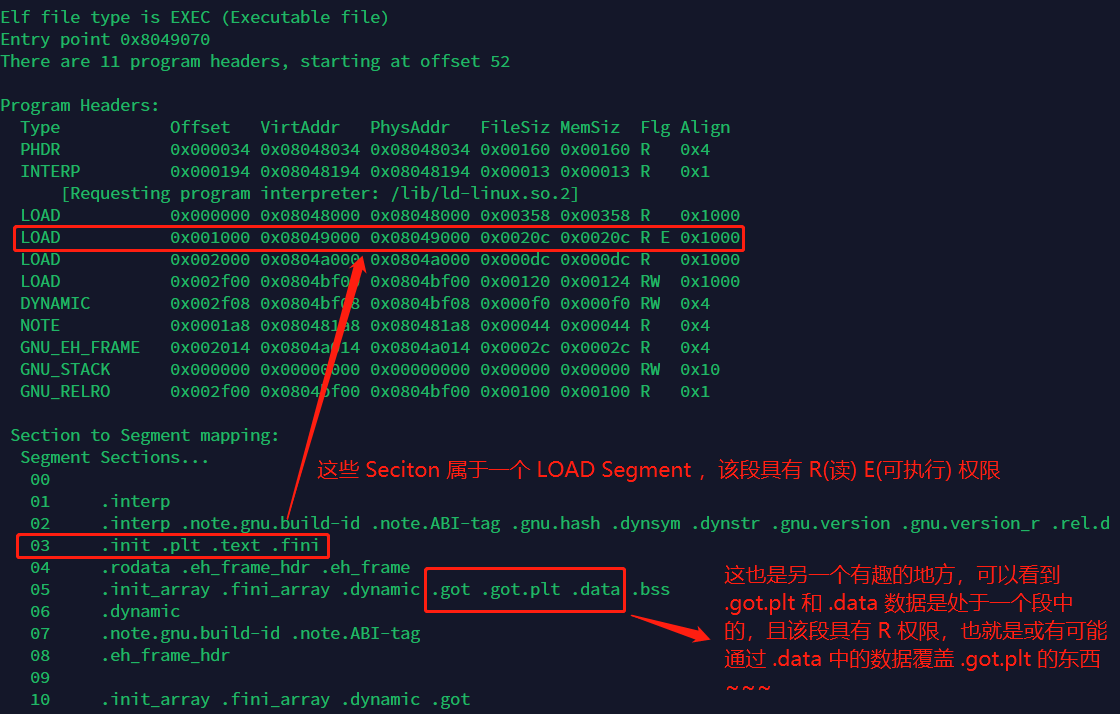 Elf file type is EXEC (Executable file)
Entry point 0x8049070
There are 11 program headers, starting at offset 52
Program Headers:
Type Offset VirtAddr PhysAddr FileSiz MemSiz Flg Align
PHDR 0x000034 0x08048034 0x08048034 0x00160 0x00160 R 0x4
INTERP 0x000194 0x08048194 0x08048194 0x00013 0x00013 R 0x1
[Requesting program interpreter: /lib/ld-linux.so.2]
LOAD 0x000000 0x08048000 0x08048000 0x00358 0x00358 R 0x1000
LOAD 0x001000 0x08049000 0x08049000 0x0020c 0x0020c R E 0x1000
LOAD 0x002000 0x0804a000 0x0804a000 0x000dc 0x000dc R 0x1000
LOAD 0x002f00 0x0804bf00 0x0804bf00 0x00120 0x00124 RW 0x1000
DYNAMIC 0x002f08 0x0804bf08 0x0804bf08 0x000f0 0x000f0 RW 0x4
NOTE 0x0001a8 0x080481a8 0x080481a8 0x00044 0x00044 R 0x4
GNU_EH_FRAME 0x002014 0x0804a014 0x0804a014 0x0002c 0x0002c R 0x4
GNU_STACK 0x000000 0x00000000 0x00000000 0x00000 0x00000 RW 0x10
GNU_RELRO 0x002f00 0x0804bf00 0x0804bf00 0x00100 0x00100 R 0x1
Section to Segment mapping:
Segment Sections...
这些 Seciton 属于一个 LOAD Segment ，该段具有 R(读) E(可执行) 权限
00
01 .interp
02 .interp .note.gnu.build-id .note.ABI-tag .gnu.hash .dynsym .dynstr .gnu.version .gnu.version_r .rel.d
03 .init .plt .text .fini
04 .rodata .eh_frame_hdr .eh_frame
05 .init_array .fini_array .dynamic .got .got.plt .data .bss
06 .dynamic
07 .note.gnu.build-id .note.ABI-tag
08 .eh_frame_hdr
09
10 .init_array .fini_array .dynamic .got
这也是另一个有趣的地方，可以看到
.got.plt 和 .data 数据是处于一个段中
的，且该段具有 R 权限，也就是或有可能
通过 .data 中的数据覆盖 .got.plt 的东西
~~~